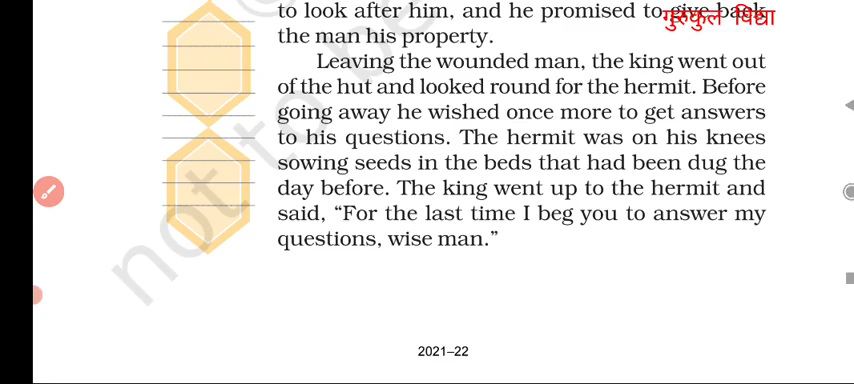 to look after him, and he promised to give back
गुरुकुल विद्या
the man his property.
Leaving the wounded man, the king went out
of the hut and looked round for the hermit. Before
going away he wished once more to get answers
to his questions. The hermit was on his knees
sowing seeds in the beds that had been dug the
day before. The king went up to the hermit and
said, “For the last time I beg you to answer my
questions, wise man.”
not to be
2021–22